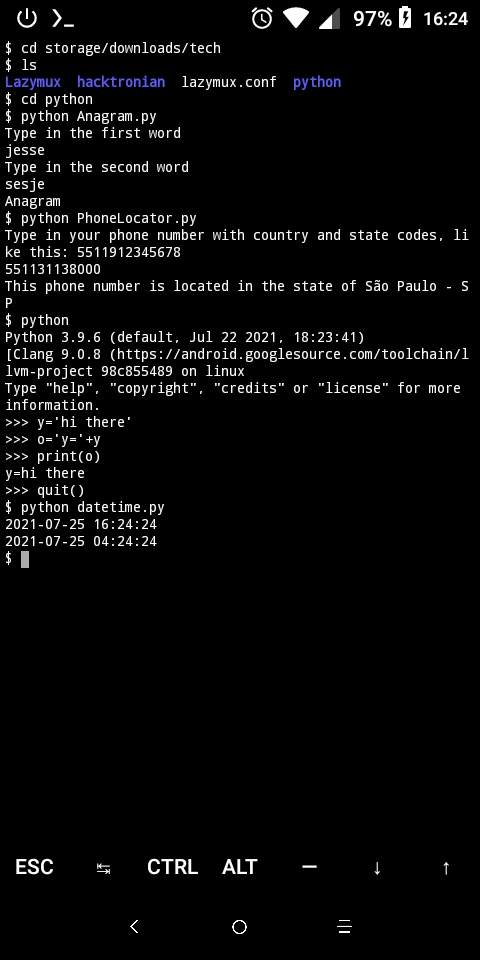 97% 16:24
$ cd storage/downloads/tech
$ ls
Lazymux  hacktronian  lazymux.conf  python
$ cd python
$ python Anagram.py
Type in the first word
jesse
Type in the second word
sesje
Anagram
$ python PhoneLocator.py
Type in your phone number with country and state codes, li
ke this: 5511912345678
551131138000
This phone number is located in the state of São Paulo - S
P
$ python
Python 3.9.6 (default, Jul 22 2021, 18:23:41)
[Clang 9.0.8 (https://android.googlesource.com/toolchain/l
lvm-project 98c855489 on linux
Type "help", "copyright", "credits" or "license" for more
information.
>>> y='hi there'
>>> o='y='+y
>>> print(o)
y=hi there
>>> quit()
$ python datetime.py
2021-07-25 16:24:24
2021-07-25 04:24:24
$
ESC ↹ CTRL ALT — ↓ ↑